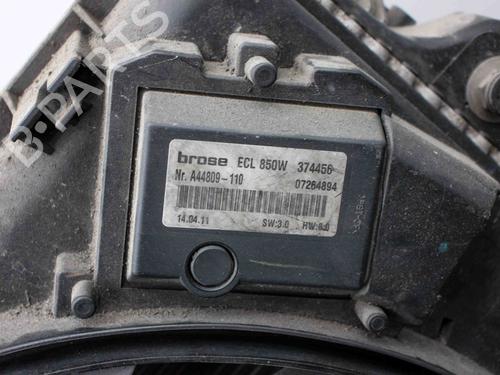 B-PARTS
brose ECL 850W 374456
Nr. A44809-110 07264894
14.04.11 SW:3.0 HW:6.0